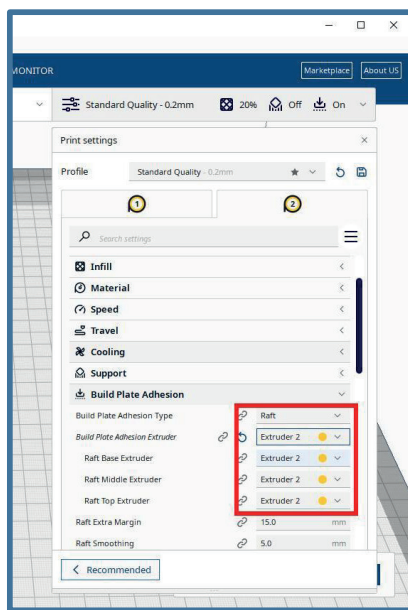 MONITOR
Marketplace
About US
Standard Quality - 0.2mm
20%
Off
On
Print settings
Profile
Standard Quality - 0.2mm
1
2
Search settings
Infill
Material
Speed
Travel
Cooling
Support
Build Plate Adhesion
Build Plate Adhesion Type
Raft
Build Plate Adhesion Extruder
Extruder 2
Raft Base Extruder
Extruder 2
Raft Middle Extruder
Extruder 2
Raft Top Extruder
Extruder 2
Raft Extra Margin
15.0 mm
Raft Smoothing
5.0 mm
Recommended